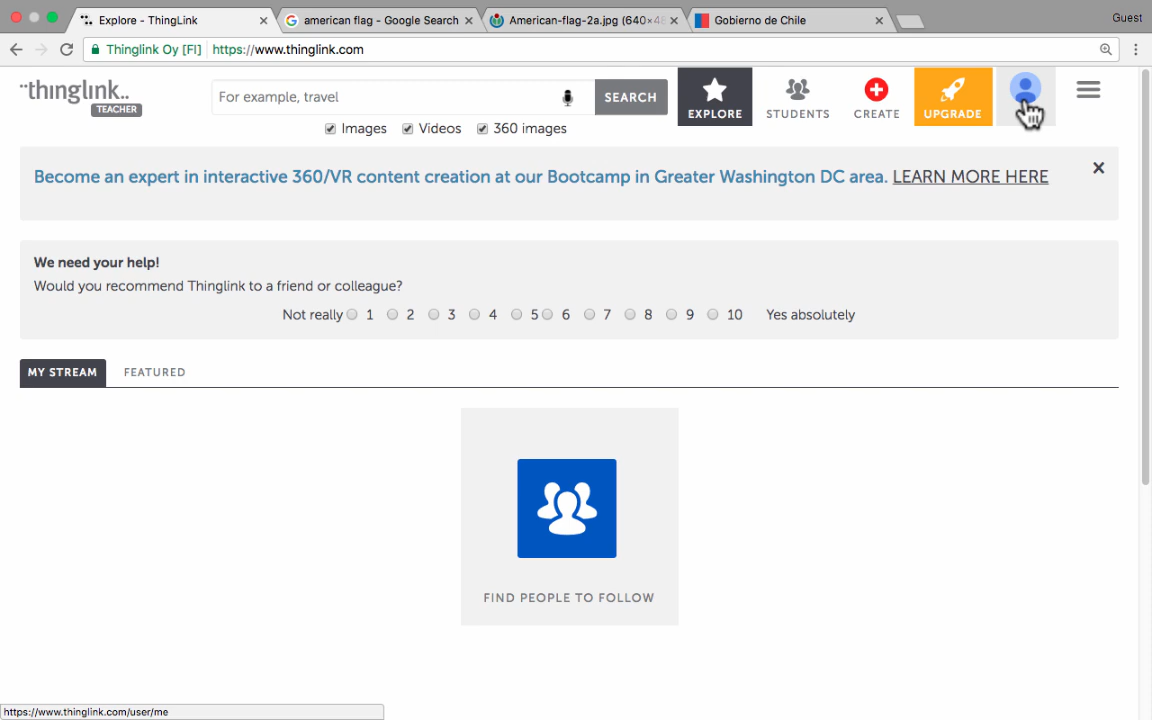 Explore - ThingLink
american flag - Google Search
American-flag-2a.jpg (640×48
Gobierno de Chile
Guest
Thinglink Oy [FI] https://www.thinglink.com
thinglink..
TEACHER
For example, travel
SEARCH
Images Videos 360 images
EXPLORE
STUDENTS
CREATE
UPGRADE
Become an expert in interactive 360/VR content creation at our Bootcamp in Greater Washington DC area. LEARN MORE HERE
We need your help!
Would you recommend Thinglink to a friend or colleague?
Not really 1 2 3 4 5 6 7 8 9 10 Yes absolutely
MY STREAM FEATURED
FIND PEOPLE TO FOLLOW
https://www.thinglink.com/user/me